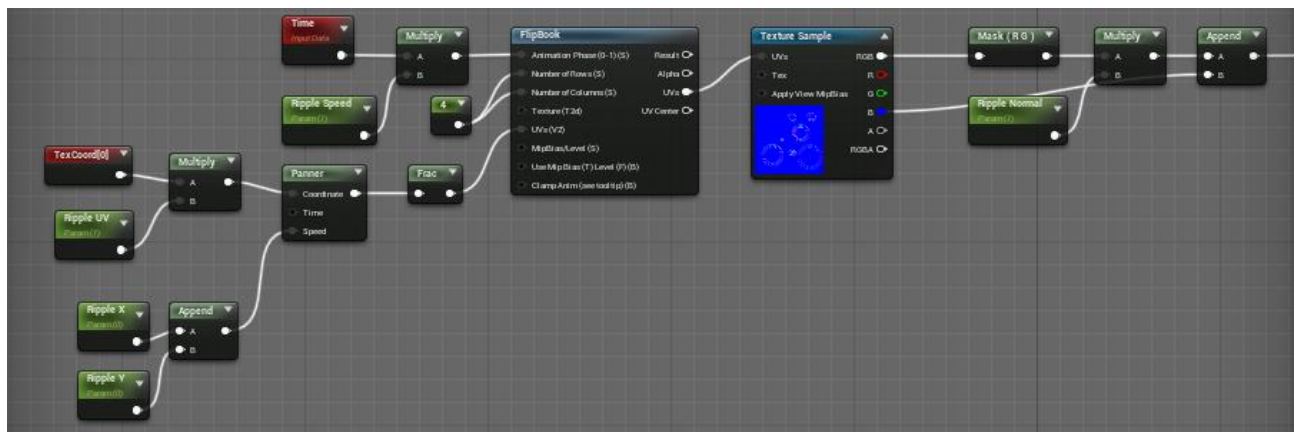 Time
Input Data
Multiply
A
B
Ripple Speed
Param (1)
4
TexCoord[0]
Multiply
A
B
Ripple UV
Param (1)
Ripple X
Param (0)
Append
A
B
Ripple Y
Param (0)
Panner
Coordinate
Time
Speed
Frac
FlipBook
Animation Phase (0-1) (S)
Result
Number of Rows (S)
Alpha
Number of Columns (S)
UVs
Texture (T2d)
UV Center
UVs (V2)
MipBias/Level (S)
Use Mip Bias (T) Level (F) (B)
Clamp Anim (see tooltip) (B)
Texture Sample
UVs
RGB
Tex
R
Apply View MipBias
G
B
A
RGBA
Mask ( R G )
Multiply
A
B
Ripple Normal
Param (1)
Append
A
B